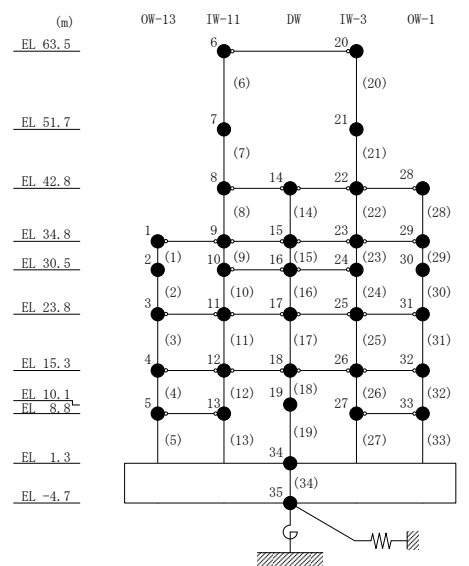 (m) OW-13 IW-11 DW IW-3 OW-1
EL 63.5 6 20
(6) (20)
EL 51.7 7 21
(7) (21)
EL 42.8 8 14 22 28
(8) (14) (22) (28)
EL 34.8 1 9 15 23 29
(1) (9) (15) (23) (29)
EL 30.5 2 10 16 24 30
(2) (10) (16) (24) (30)
EL 23.8 3 11 17 25 31
(3) (11) (17) (25) (31)
EL 15.3 4 12 18 26 32
(4) (12) (18) (26) (32)
EL 10.1 19
EL 8.8 5 13 27 33
(5) (13) (19) (27) (33)
EL 1.3 34
(34)
EL -4.7 35